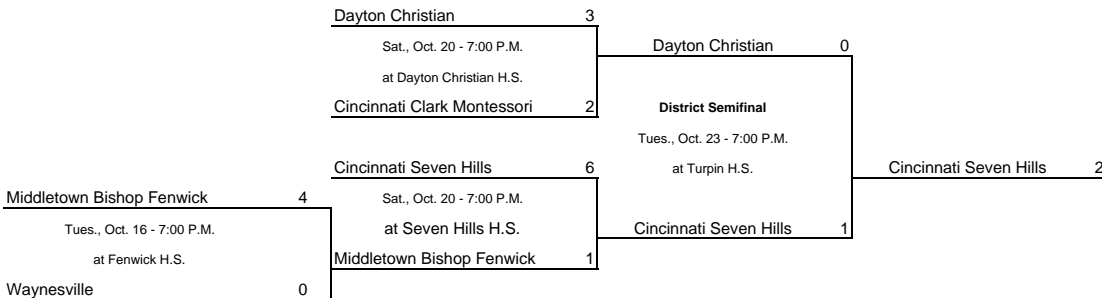 Dayton Christian 3
Sat., Oct. 20 - 7:00 P.M.
at Dayton Christian H.S.
Cincinnati Clark Montessori 2
Dayton Christian 0
District Semifinal
Tues., Oct. 23 - 7:00 P.M.
at Turpin H.S.
Cincinnati Seven Hills 6
Sat., Oct. 20 - 7:00 P.M.
at Seven Hills H.S.
Middletown Bishop Fenwick 1
Middletown Bishop Fenwick 4
Tues., Oct. 16 - 7:00 P.M.
at Fenwick H.S.
Waynesville 0
Cincinnati Seven Hills 1
Cincinnati Seven Hills 2